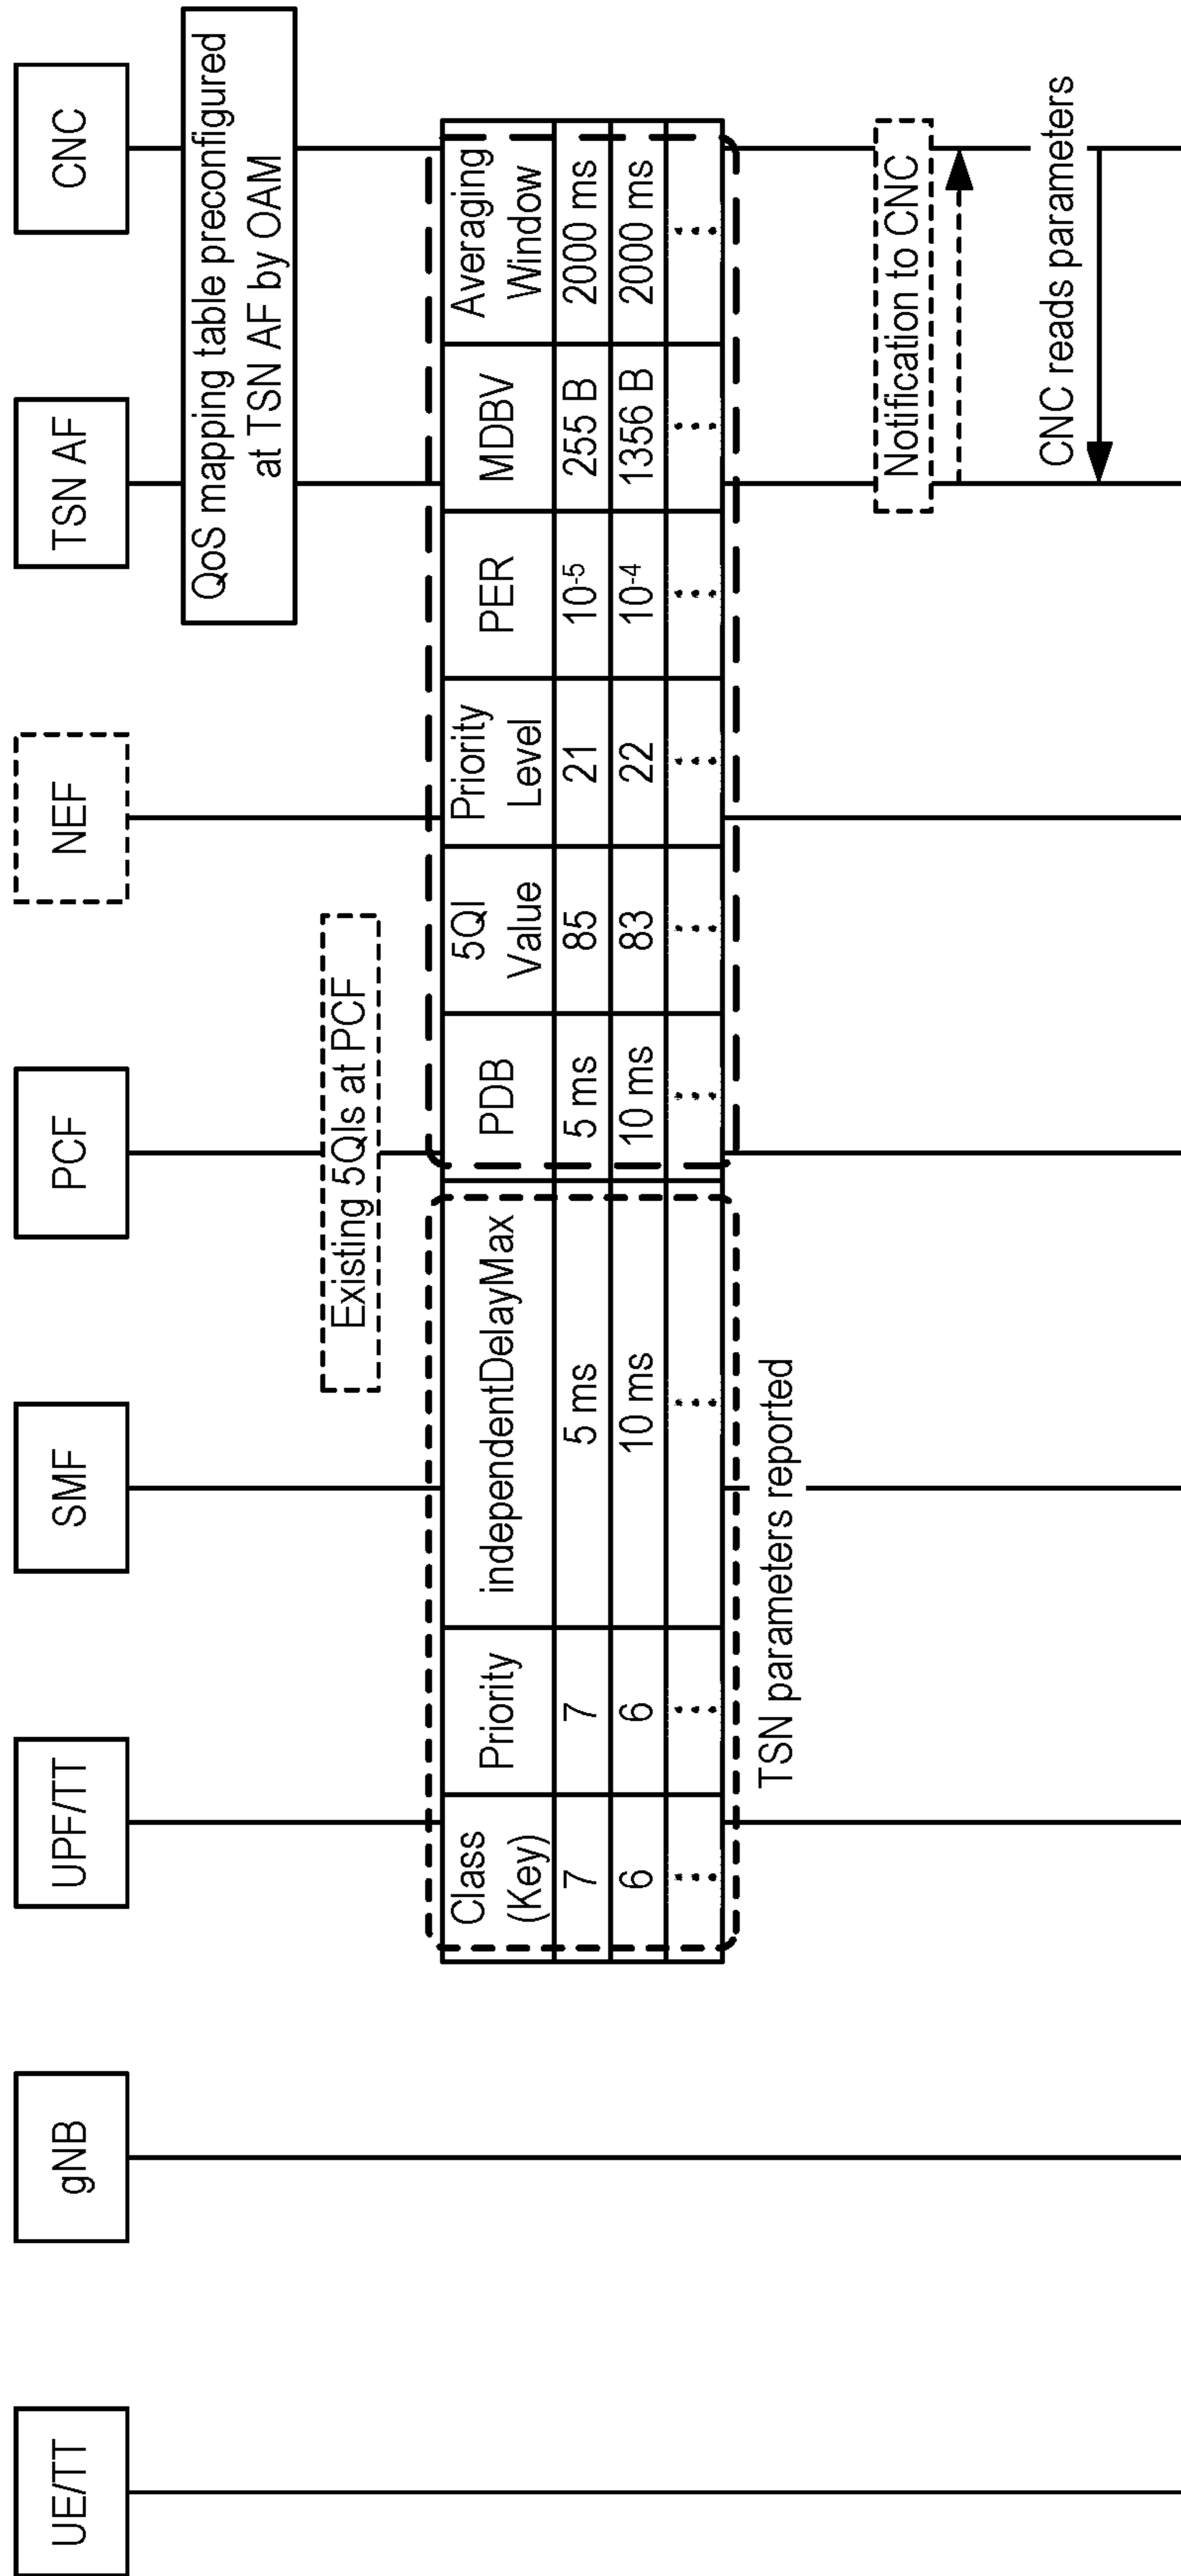 UE/TT
gNB
UPF/TT
SMF
PCF
NEF
TSN AF
CNC
QoS mapping table preconfigured
at TSN AF by OAM
Existing 5QIs at PCF
Class
(Key)
Priority
independentDelayMax
PDB
5QI
Value
Priority
Level
PER
MDBV
Averaging
Window
7
7
5 ms
5 ms
85
21
10-5
255 B
2000 ms
6
6
10 ms
10 ms
83
22
10-4
1356 B
2000 ms
TSN parameters reported
Notification to CNC
CNC reads parameters